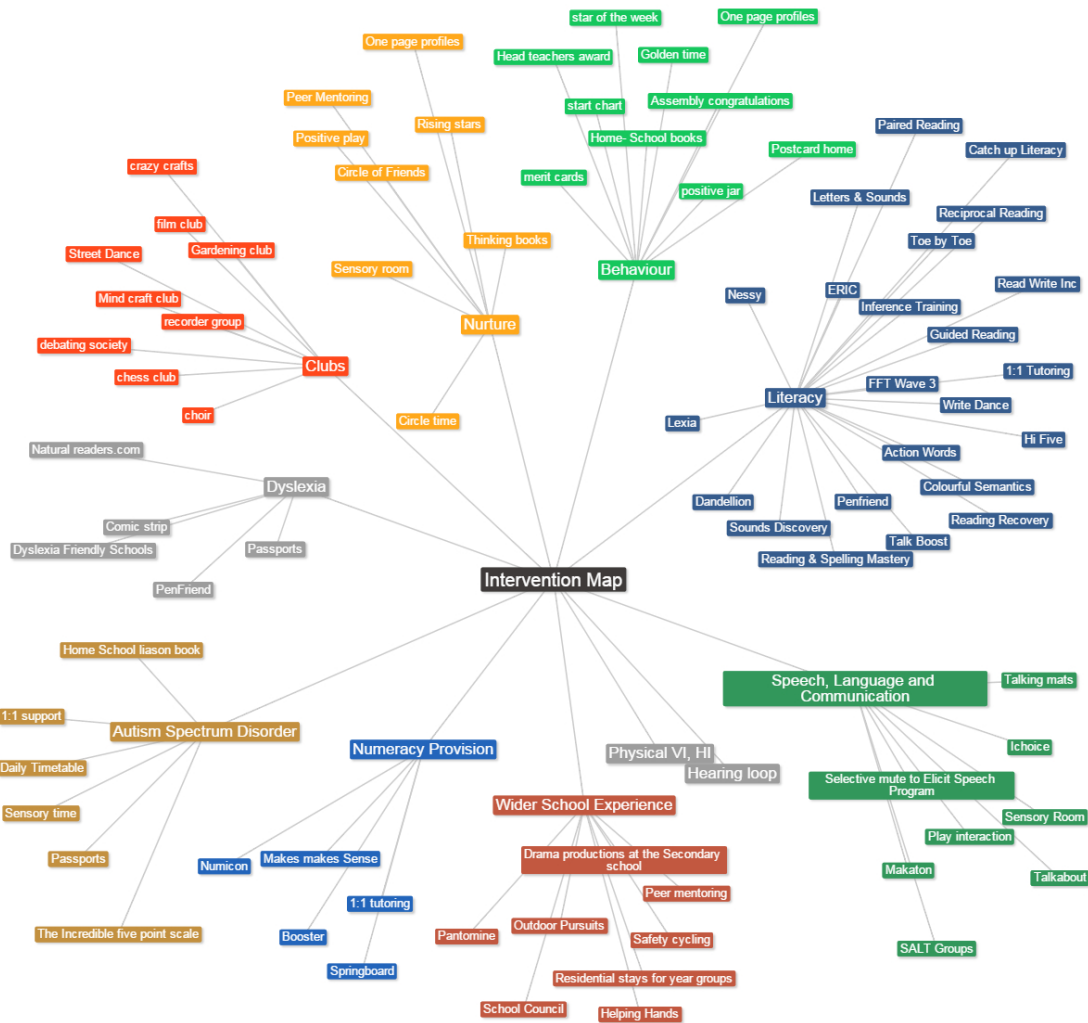 star of the week
One page profiles
One page profiles
Head teachers award
Golden time
Peer Mentoring
start chart
Assembly congratulations
Rising stars
Paired Reading
Positive play
Home- School books
Postcard home
Catch up Literacy
crazy crafts
Circle of Friends
merit cards
positive jar
Letters & Sounds
film club
Reciprocal Reading
Street Dance
Gardening club
Thinking books
Toe by Toe
Sensory room
Behaviour
Mind craft club
Nessy
ERIC
Read Write Inc
recorder group
Nurture
Inference Training
debating society
Guided Reading
Clubs
chess club
FFT Wave 3
1:1 Tutoring
Literacy
Write Dance
choir
Circle time
Lexia
Hi Five
Natural readers.com
Action Words
Dyslexia
Colourful Semantics
Dandellion
Penfriend
Comic strip
Sounds Discovery
Reading Recovery
Dyslexia Friendly Schools
Passports
Talk Boost
Reading & Spelling Mastery
PenFriend
Intervention Map
Home School liason book
Speech, Language and
Communication
Talking mats
1:1 support
Autism Spectrum Disorder
Numeracy Provision
Physical VI, HI
Ichoice
Daily Timetable
Hearing loop
Selective mute to Elicit Speech
Program
Sensory time
Wider School Experience
Sensory Room
Play interaction
Passports
Numicon
Makes makes Sense
Drama productions at the Secondary
school
Makaton
Talkabout
1:1 tutoring
Peer mentoring
The Incredible five point scale
Booster
Pantomine
Outdoor Pursuits
Safety cycling
SALT Groups
Springboard
Residential stays for year groups
School Council
Helping Hands